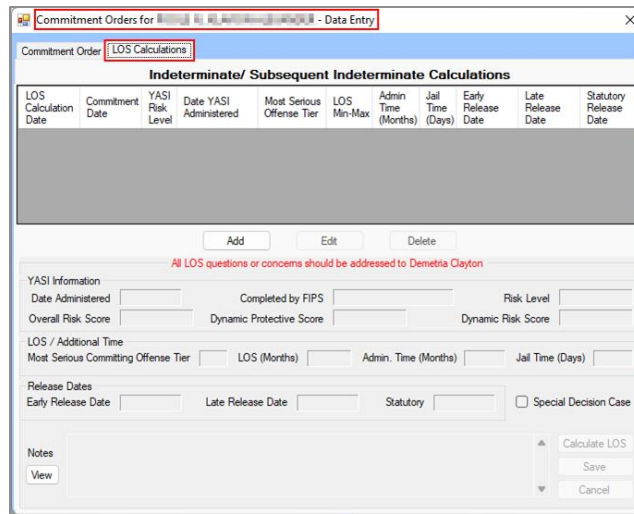 Commitment Orders for - Data Entry
Commitment Order LOS Calculations
Indeterminate/ Subsequent Indeterminate Calculations
LOS Calculation Date
Commitment Date
YASI Risk Level
Date YASI Administered
Most Serious Offense Tier
LOS Min-Max
Admin Time (Months)
Jail Time (Days)
Early Release Date
Late Release Date
Statutory Release Date
Add Edit Delete
All LOS questions or concerns should be addressed to Demetria Clayton
YASI Information
Date Administered Completed by FIPS Risk Level
Overall Risk Score Dynamic Protective Score Dynamic Risk Score
LOS / Additional Time
Most Serious Committing Offense Tier LOS (Months) Admin. Time (Months) Jail Time (Days)
Release Dates
Early Release Date Late Release Date Statutory Special Decision Case
Notes
View
Calculate LOS
Save
Cancel